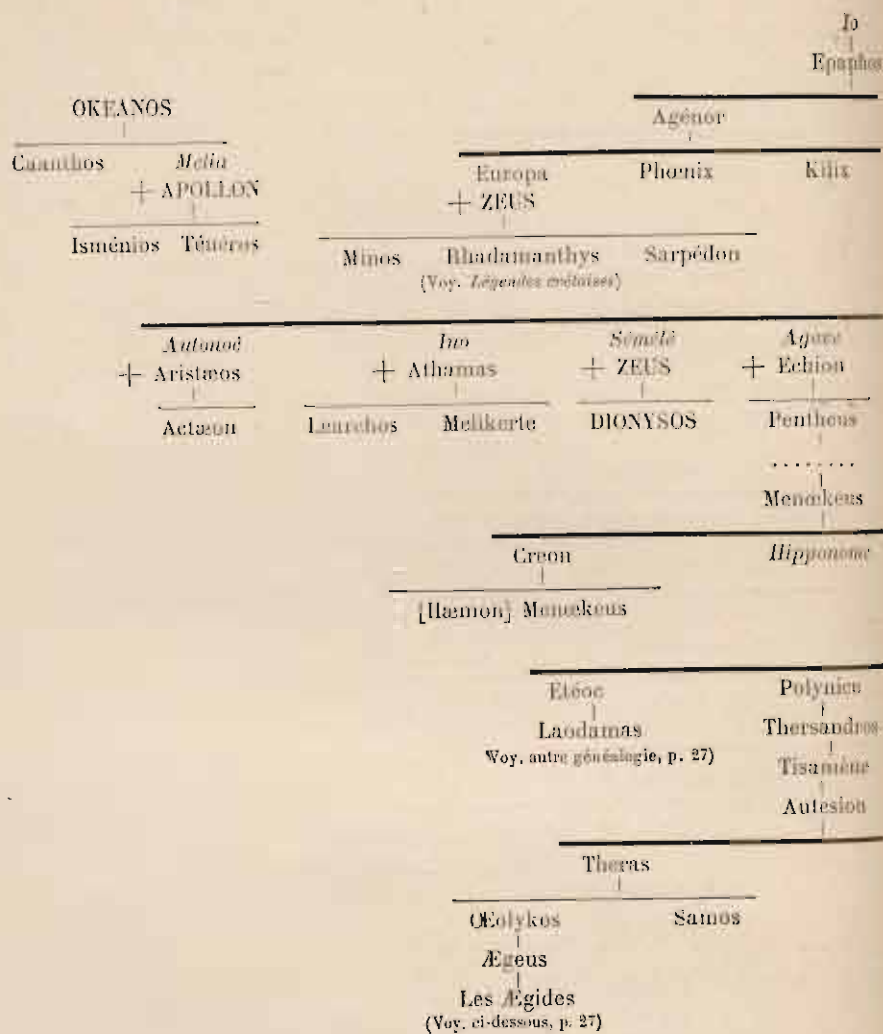 Io
Epaphos
OKEANOS
Agénor
Caanthos Melia
+ APOLLON
Europa Phœnix Kilix
+ ZEUS
Isménios Ténéros
Minos Rhadamanthys Sarpédon
(Voy. Légendes crétoises)
Autonoé Ino Sémélé Agave
+ Aristæos + Athamas + ZEUS + Echion
Actæon Learchos Melikerte DIONYSOS Pentheus
........
Menœkeus
Creon Hipponome
[Hæmon] Menœkeus
Etéoc Polynice
Laodamas Thersandros
Voy. autre généalogie, p. 27)
Tisamène
Autesion
Theras
Œolykos Samos
Ægeus
Les Ægides
(Voy. ci-dessous, p. 27)